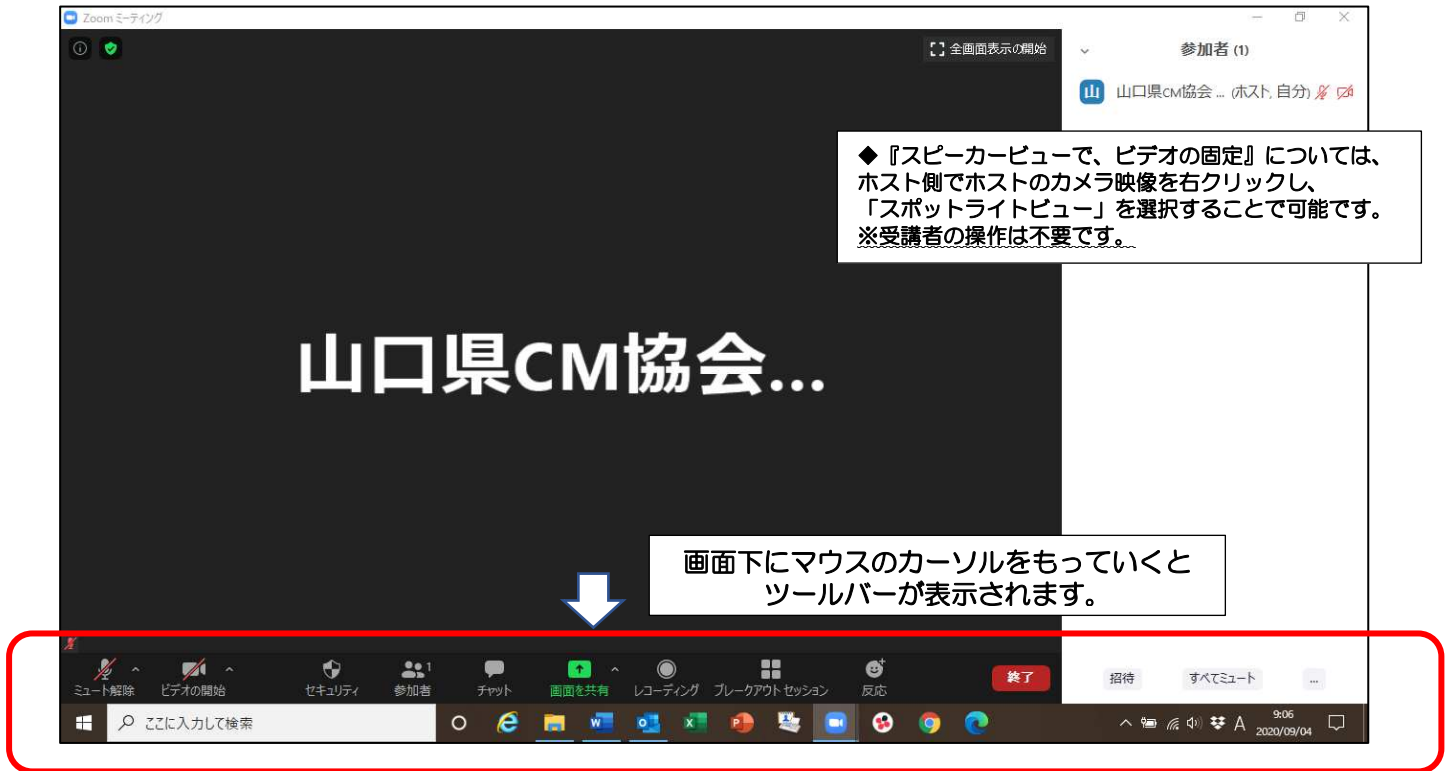 Zoom ミーティング
全画面表示の開始
参加者 (1)
山
山口県CM協会 ... (ホスト, 自分)
◆『スピーカービューで、ビデオの固定』については、
ホスト側でホストのカメラ映像を右クリックし、
「スポットライトビュー」を選択することで可能です。
※受講者の操作は不要です。
山口県CM協会...
画面下にマウスのカーソルをもっていくと
ツールバーが表示されます。
ミュート解除 ビデオの開始 セキュリティ 参加者 1 チャット 画面を共有 レコーディング ブレークアウト セッション 反応 終了 招待 すべてミュート ...
ここに入力して検索 A 9:06
2020/09/04